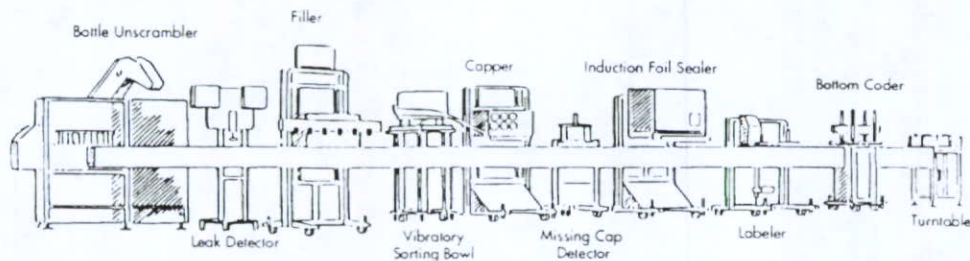 Bottle Unscrambler
Leak Detector
Filler
Vibratory
Sorting Bowl
Capper
Missing Cap
Detector
Induction Foil Sealer
Labeler
Bottom Coder
Turntable